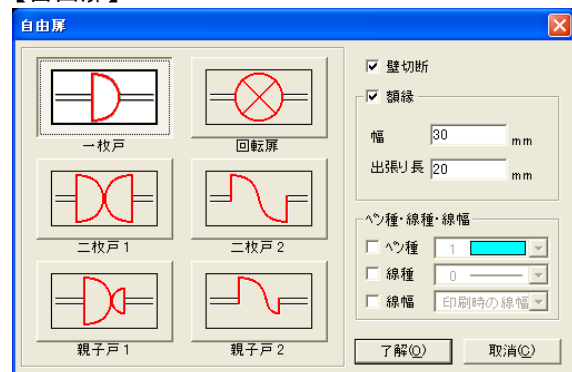 【自由扉】
自由扉
一枚戸
回転扉
二枚戸1
二枚戸2
親子戸1
親子戸2
壁切断
額縁
幅 30 mm
出張り長 20 mm
ペン種・線種・線幅
ペン種 1
線種 0
線幅 印刷時の線幅
了解(O) 取消(C)